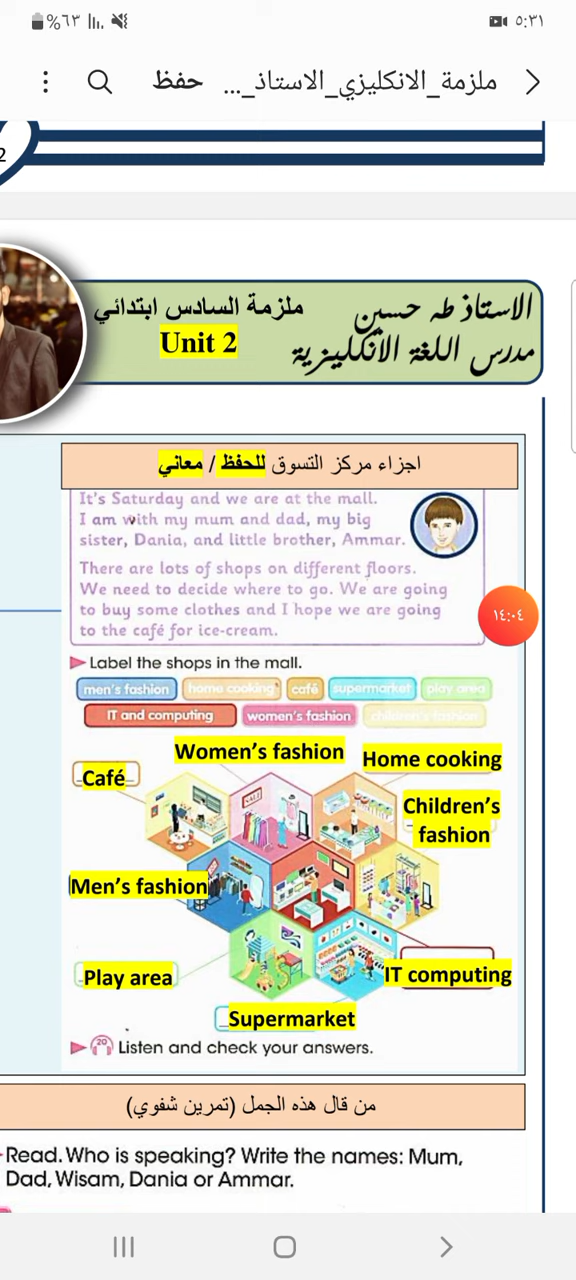 ٥:٣١
%٦٣
ملزمة_الانكليزي_الاستاذ_...
حفظ
2
الاستاذ طه حسين
مدرس اللغة الانكليزية
ملزمة السادس ابتدائي
Unit 2
اجزاء مركز التسوق للحفظ / معاني
It's Saturday and we are at the mall.
I am with my mum and dad, my big
sister, Dania, and little brother, Ammar.
There are lots of shops on different floors.
We need to decide where to go. We are going
to buy some clothes and I hope we are going
to the café for ice-cream.
١٤:٠٤
Label the shops in the mall.
men's fashion home cooking café supermarket play area
IT and computing women's fashion children's fashion
Women's fashion
Home cooking
Café
Children's
fashion
SALE
Men's fashion
Play area
IT computing
Supermarket
20 Listen and check your answers.
من قال هذه الجمل (تمرين شفوي)
Read. Who is speaking? Write the names: Mum,
Dad, Wisam, Dania or Ammar.